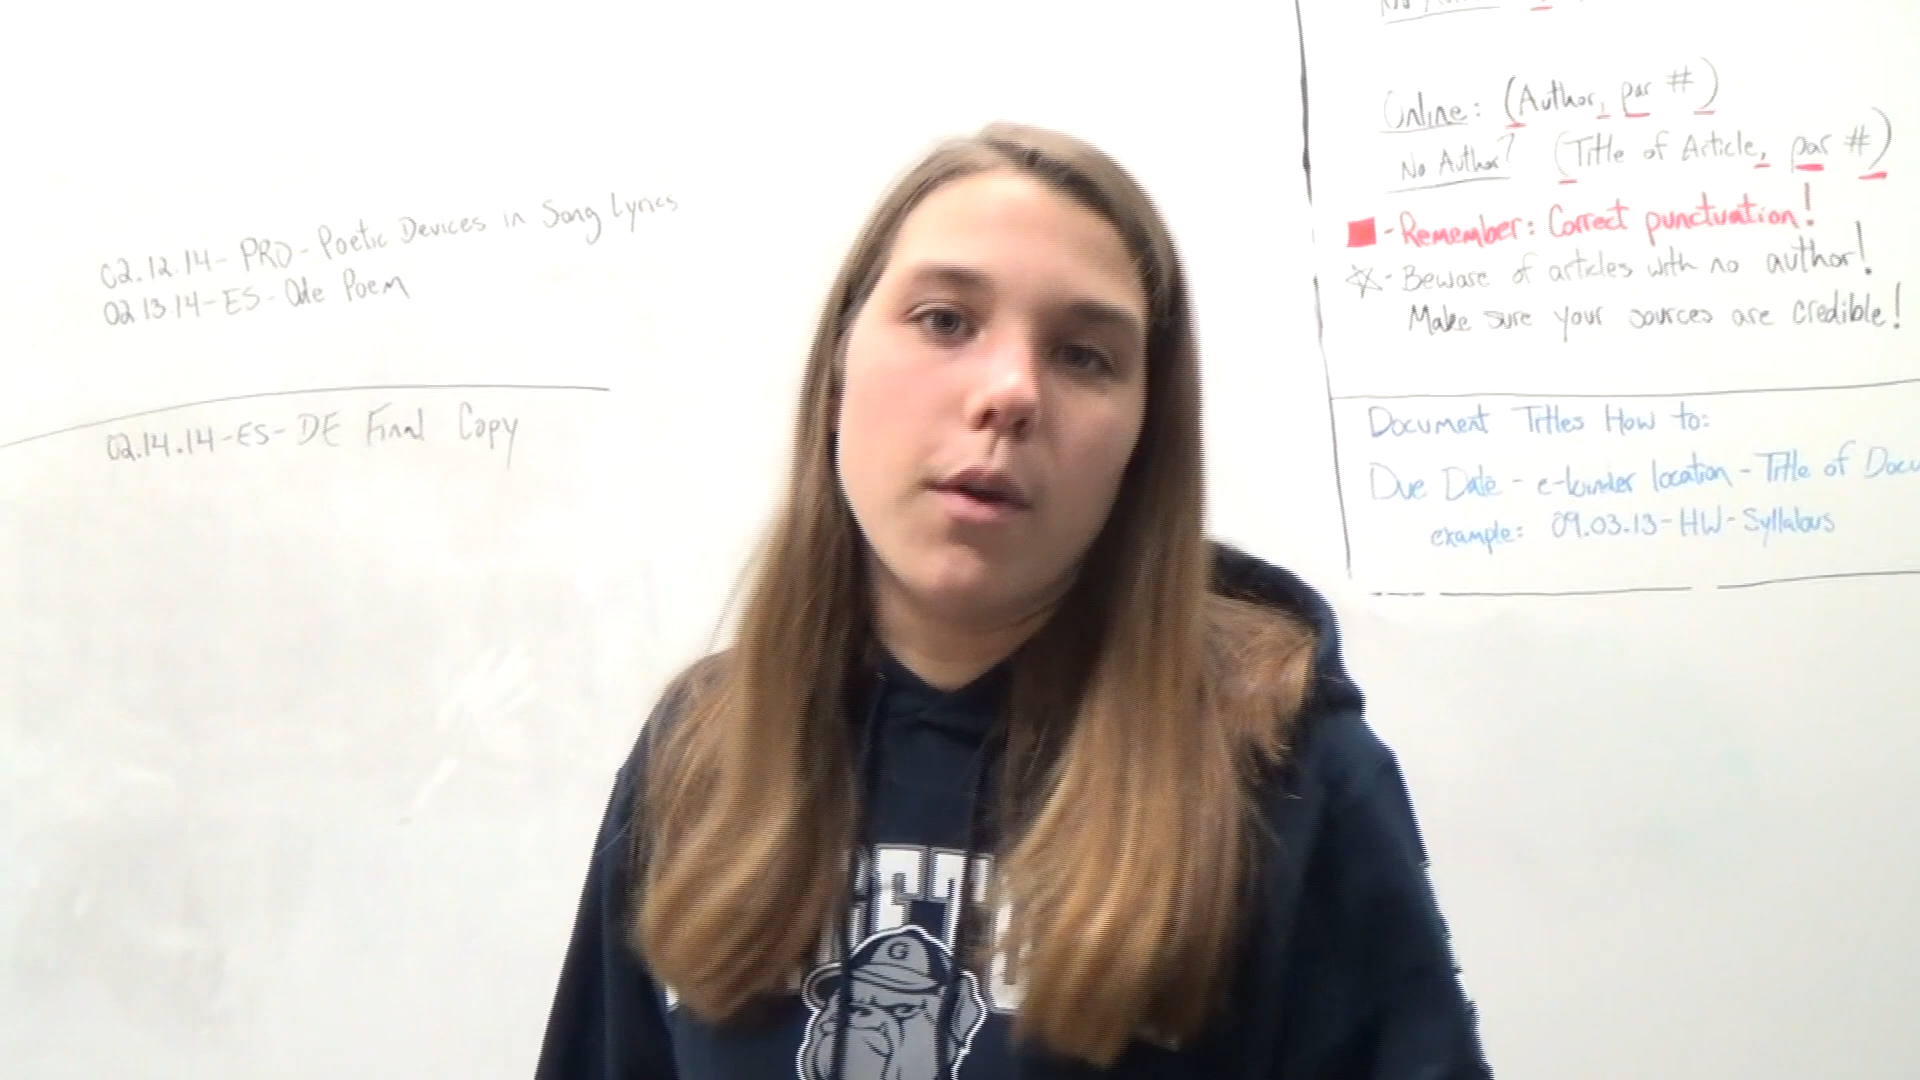 02.12.14-PRO-Poetic Devices in Song Lyrics
02.13.14-ES-Ode Poem
02.14.14-ES-DE Final Copy
Online: (Author, par #)
No Author? (Title of Article, par #)
- Remember: Correct punctuation!
- Beware of articles with no author!
Make sure your sources are credible!
Document Titles How to:
Due Date - e-binder location - Title of Docu
example: 09.03.13-HW-Syllabus
G